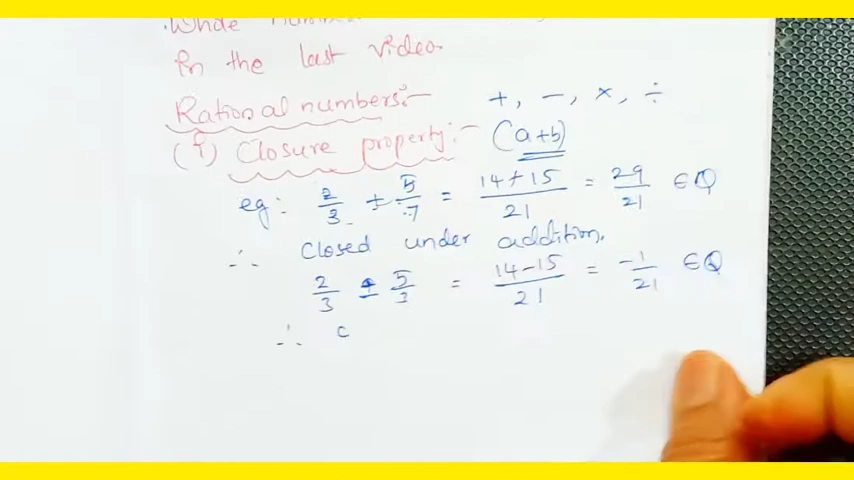 in the last video.
Rational numbers:- +, -, ×, ÷
(i) Closure property:- (a+b)
eg: 2/3 + 5/7 = 14+15/21 = 29/21 ∈ Q
∴ Closed under addition.
2/3 - 5/3 = 14-15/21 = -1/21 ∈ Q
∴ c